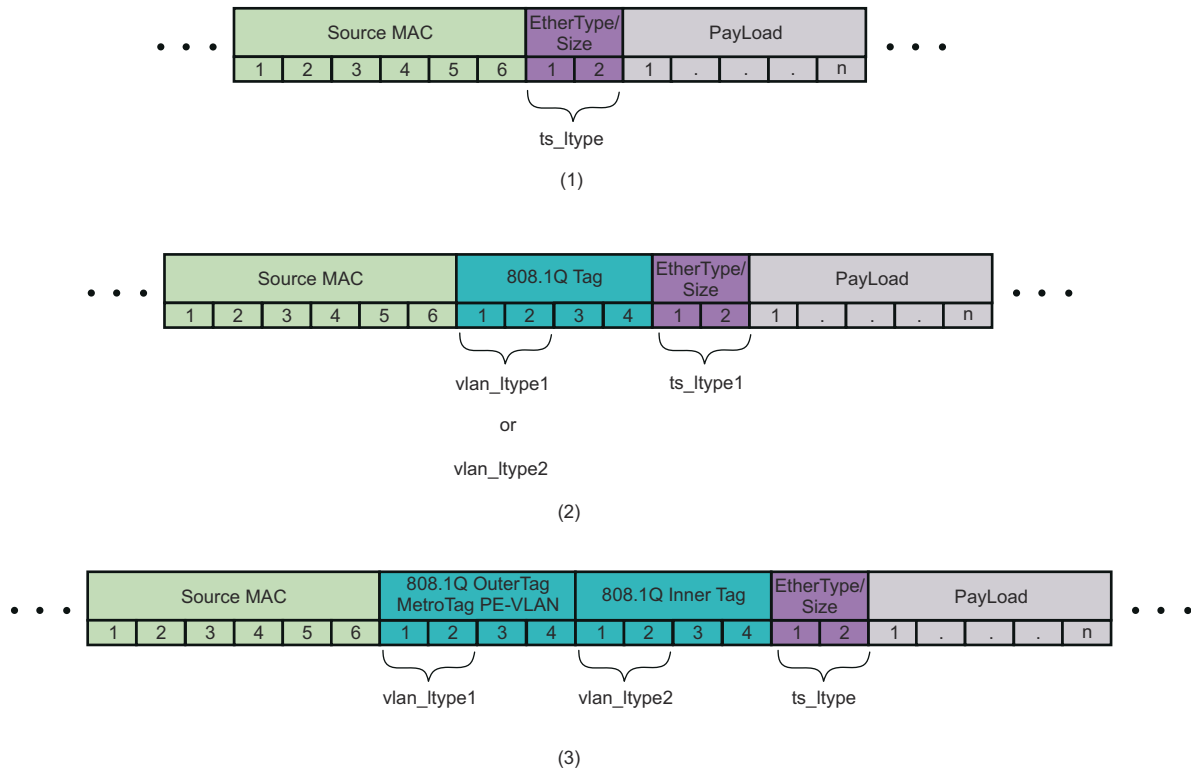 Source MAC
EtherType/
Size
PayLoad
1 2 3 4 5 6 1 2 1 . . . n
ts_ltype
(1)
Source MAC
808.1Q Tag
EtherType/
Size
PayLoad
1 2 3 4 5 6 1 2 3 4 1 2 1 . . . n
vlan_ltype1
ts_ltype1
or
vlan_ltype2
(2)
Source MAC
808.1Q OuterTag
MetroTag PE-VLAN
808.1Q Inner Tag
EtherType/
Size
PayLoad
1 2 3 4 5 6 1 2 3 4 1 2 3 4 1 2 1 . . . n
vlan_ltype1
vlan_ltype2
ts_ltype
(3)